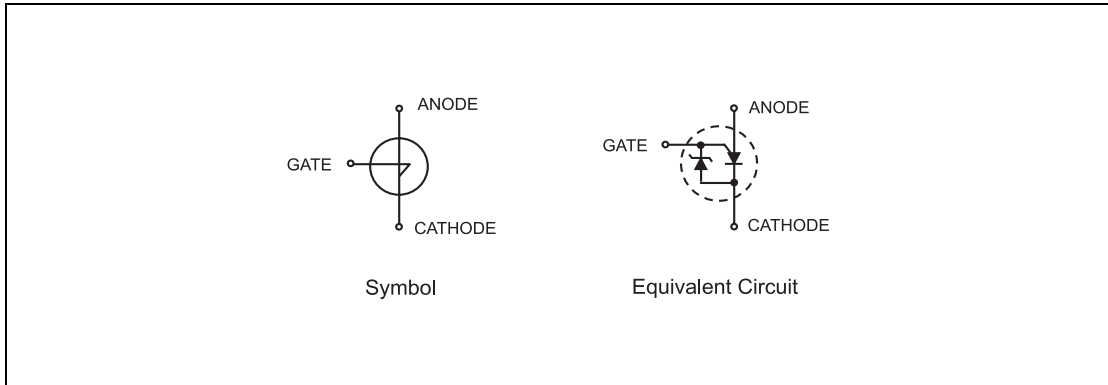 ANODE
GATE
CATHODE
Symbol
ANODE
GATE
CATHODE
Equivalent Circuit